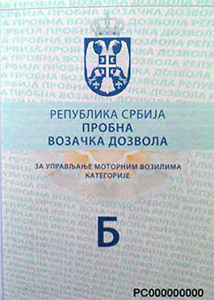 РЕПУБЛИКА СРБИЈА
ПРОБНА
ВОЗАЧКА ДОЗВОЛА
ЗА УПРАВЉАЊЕ МОТОРНИМ ВОЗИЛИМА
КАТЕГОРИЈЕ
Б
РС000000000